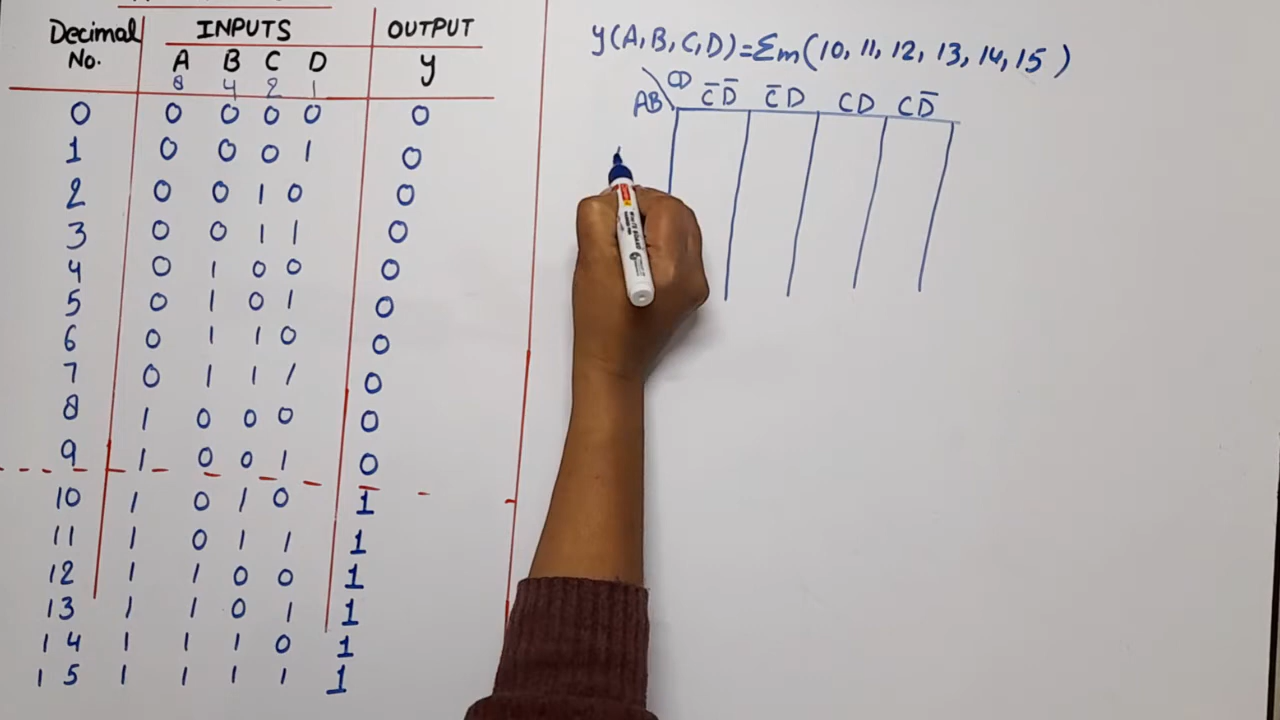 Decimal No. INPUTS OUTPUT
A B C D y
8 4 2 1
0 0 0 0 0 0
1 0 0 0 1 0
2 0 0 1 0 0
3 0 0 1 1 0
4 0 1 0 0 0
5 0 1 0 1 0
6 0 1 1 0 0
7 0 1 1 1 0
8 1 0 0 0 0
9 1 0 0 1 0
10 1 0 1 0 1
11 1 0 1 1 1
12 1 1 0 0 1
13 1 1 0 1 1
14 1 1 1 0 1
15 1 1 1 1 1
y(A,B,C,D)=Σm(10, 11, 12, 13, 14, 15)
CD
AB C̅D̅ C̅D CD CD̅